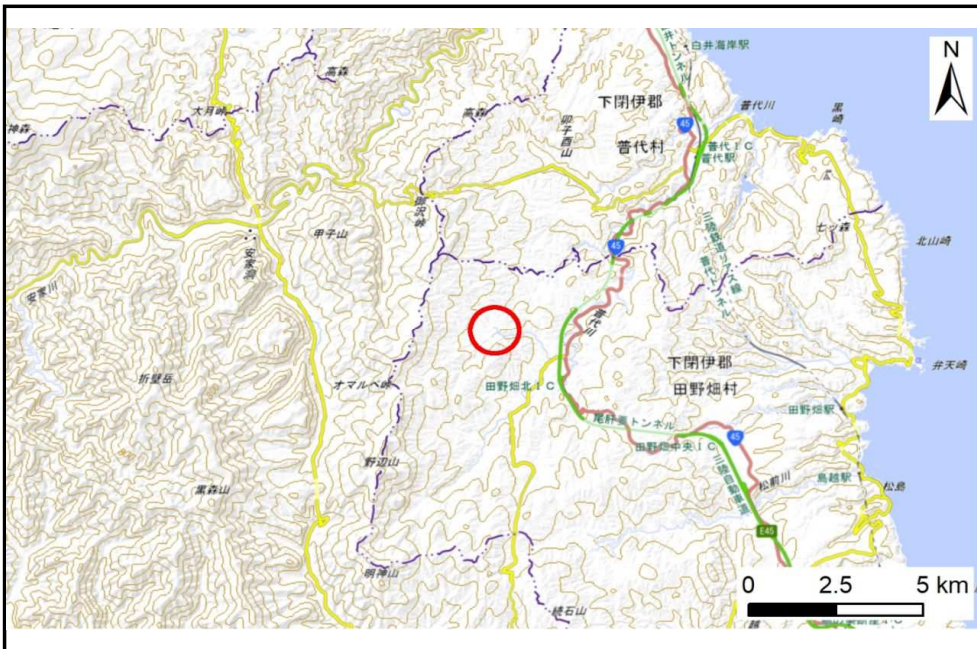 白井海岸駅
N
高森
大月峠
神森
高森
卯子酉山
下閉伊郡
普代村
45
普代川
黒崎
普代IC
普代駅
御沢峠
甲子山
安家洞
安家川
45
三陸鉄道リアス線
普代トンネル
七ッ森
北山崎
普代川
折壁岳
オマルペ峠
田野畑北IC
下閉伊郡
田野畑村
弁天崎
尾肝要トンネル
45
田野畑中央IC
田野畑駅
野辺山
黒森山
三陸自動車道
松前川
島越駅
松島
E45
明神山
続石山
0 2.5 5 km